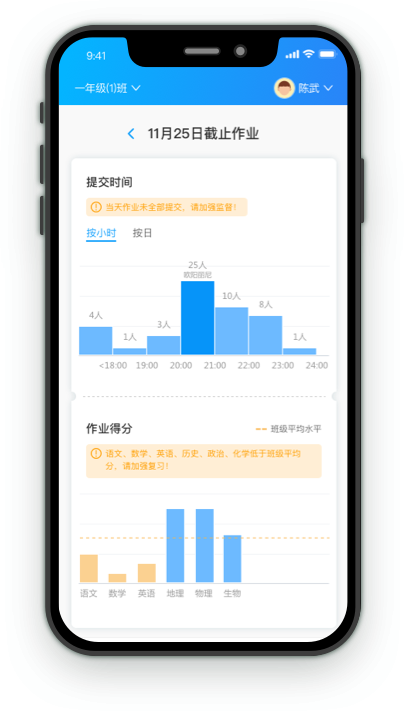 9:41
一年级(1)班
陈武
11月25日截止作业
提交时间
当天作业未全部提交，请加强监督！
按小时 按日
25人
欧阳丽尼
10人
8人
4人
3人
1人
1人
<18:00 19:00 20:00 21:00 22:00 23:00 24:00
作业得分
班级平均水平
语文、数学、英语、历史、政治、化学低于班级平均
分，请加强复习！
语文 数学 英语 地理 物理 生物